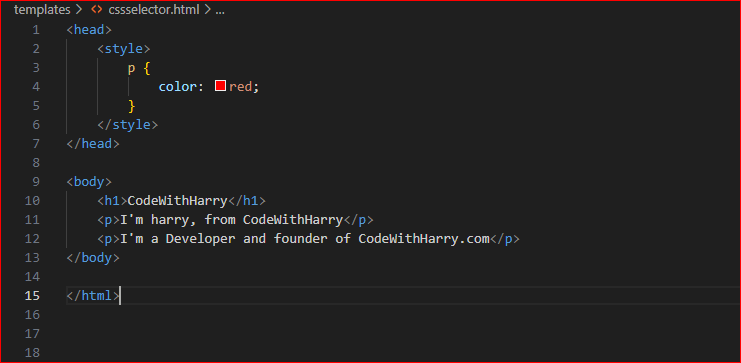 templates > cssselector.html > ...
1 <head>
2     <style>
3         p {
4             color: red;
5         }
6     </style>
7 </head>
8
9 <body>
10     <h1>CodeWithHarry</h1>
11     <p>I'm harry, from CodeWithHarry</p>
12     <p>I'm a Developer and founder of CodeWithHarry.com</p>
13 </body>
14
15 </html>
16
17
18